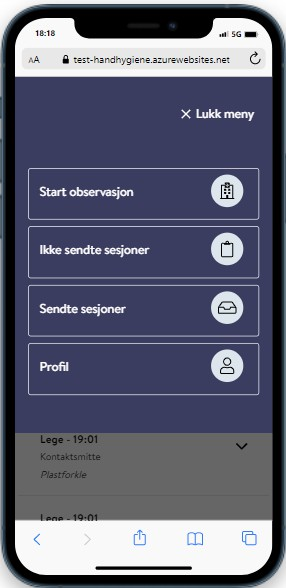 18:18
5G
AA
test-handhygiene.azurewebsites.net
Lukk meny
Start observasjon
Ikke sendte sesjoner
Sendte sesjoner
Profil
Lege - 19:01
Kontaktsmitte
Plastforkle
Lege - 19:01